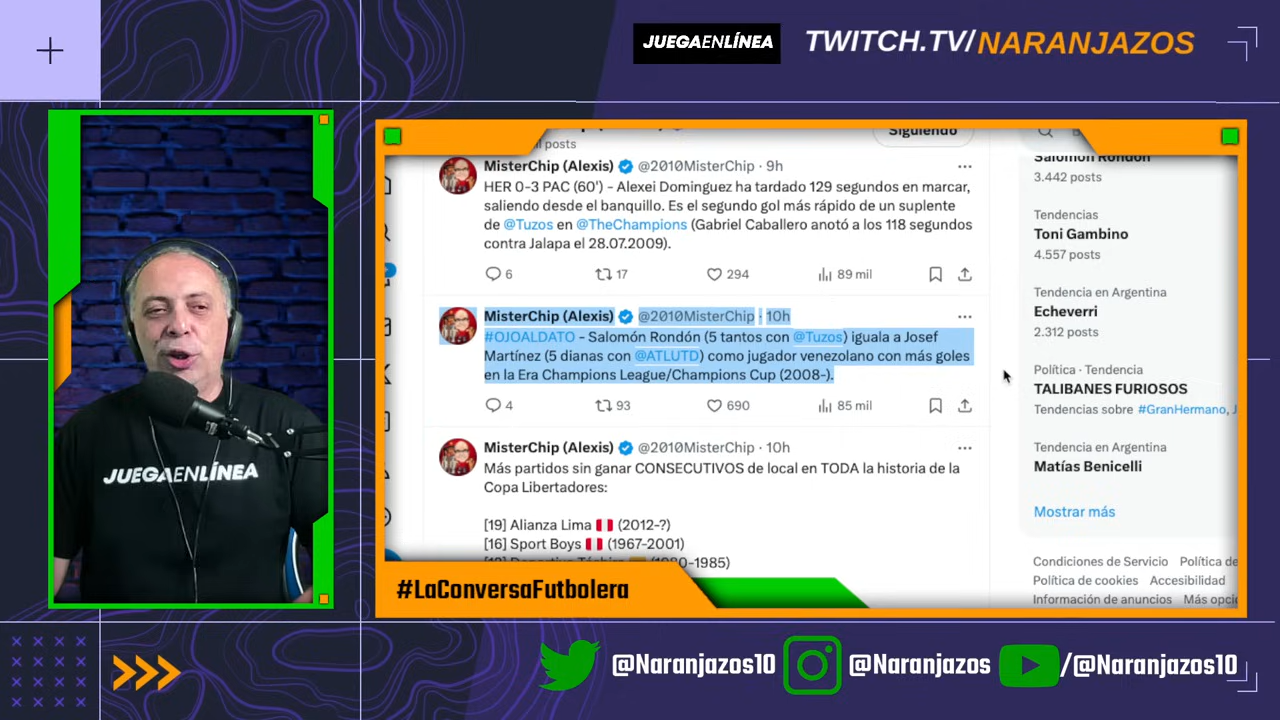 JUEGAENLÍNEA
TWITCH.TV/NARANJAZOS
Siguiendo
posts
MisterChip (Alexis) @2010MisterChip · 9h
HER 0-3 PAC (60') - Alexei Dominguez ha tardado 129 segundos en marcar,
saliendo desde el banquillo. Es el segundo gol más rápido de un suplente
de @Tuzos en @TheChampions (Gabriel Caballero anotó a los 118 segundos
contra Jalapa el 28.07.2009).
6 17 294 89 mil
MisterChip (Alexis) @2010MisterChip · 10h
#OJOALDATO - Salomón Rondón (5 tantos con @Tuzos) iguala a Josef
Martínez (5 dianas con @ATLUTD) como jugador venezolano con más goles
en la Era Champions League/Champions Cup (2008-).
4 93 690 85 mil
MisterChip (Alexis) @2010MisterChip · 10h
Más partidos sin ganar CONSECUTIVOS de local en TODA la historia de la
Copa Libertadores:
[19] Alianza Lima (2012-?)
[16] Sport Boys (1967-2001)
Salomón Rondón
3.442 posts
Tendencias
Toni Gambino
4.557 posts
Tendencia en Argentina
Echeverri
2.312 posts
Política · Tendencia
TALIBANES FURIOSOS
Tendencias sobre #GranHermano,
Tendencia en Argentina
Matías Benicelli
Mostrar más
Condiciones de Servicio Política de
Política de cookies Accesibilidad
Información de anuncios Más
JUEGAENLÍNEA
#LaConversaFutbolera
@Naranjazos10 @Naranjazos /@Naranjazos10